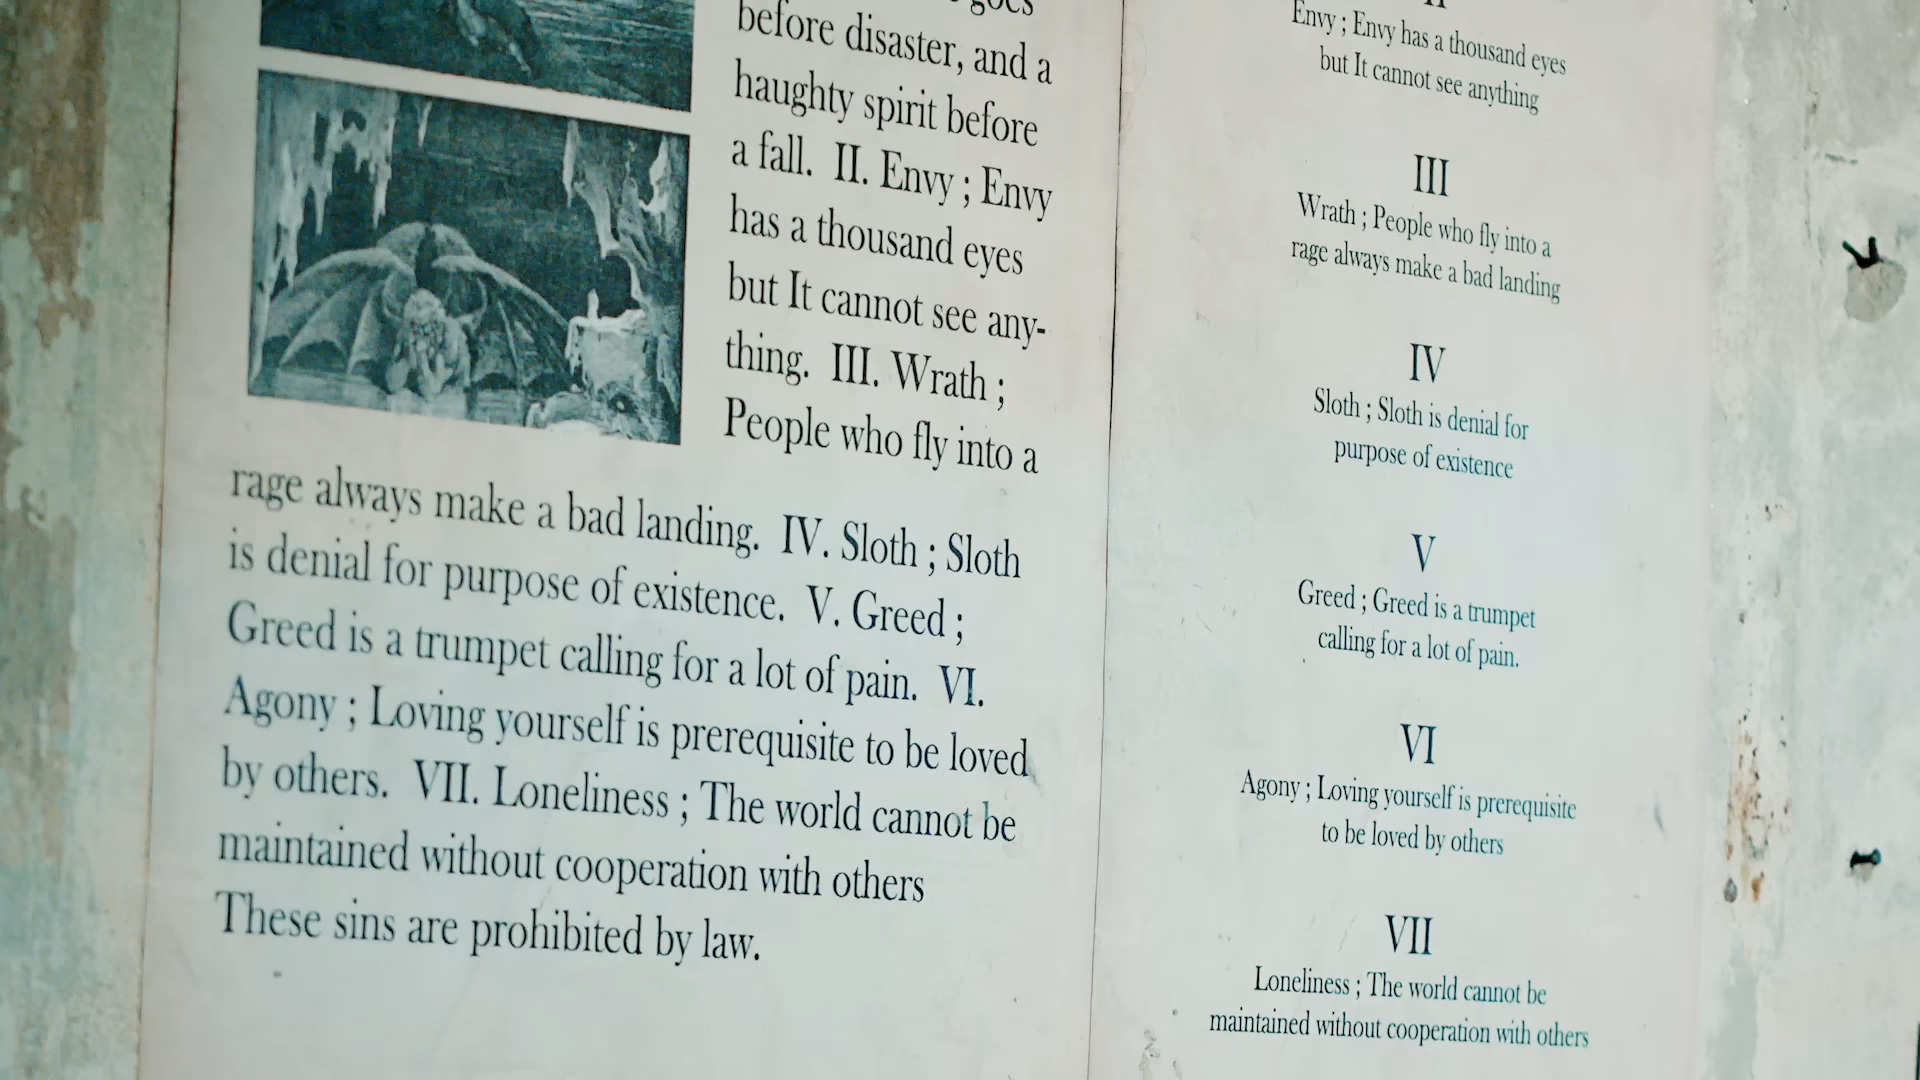 goes
before disaster, and a
haughty spirit before
a fall. II. Envy ; Envy
has a thousand eyes
but It cannot see any-
thing. III. Wrath ;
People who fly into a
rage always make a bad landing. IV. Sloth ; Sloth
is denial for purpose of existence. V. Greed ;
Greed is a trumpet calling for a lot of pain. VI.
Agony ; Loving yourself is prerequisite to be loved
by others. VII. Loneliness ; The world cannot be
maintained without cooperation with others
These sins are prohibited by law.
II
Envy ; Envy has a thousand eyes
but It cannot see anything
III
Wrath ; People who fly into a
rage always make a bad landing
IV
Sloth ; Sloth is denial for
purpose of existence
V
Greed ; Greed is a trumpet
calling for a lot of pain.
VI
Agony ; Loving yourself is prerequisite
to be loved by others
VII
Loneliness ; The world cannot be
maintained without cooperation with others